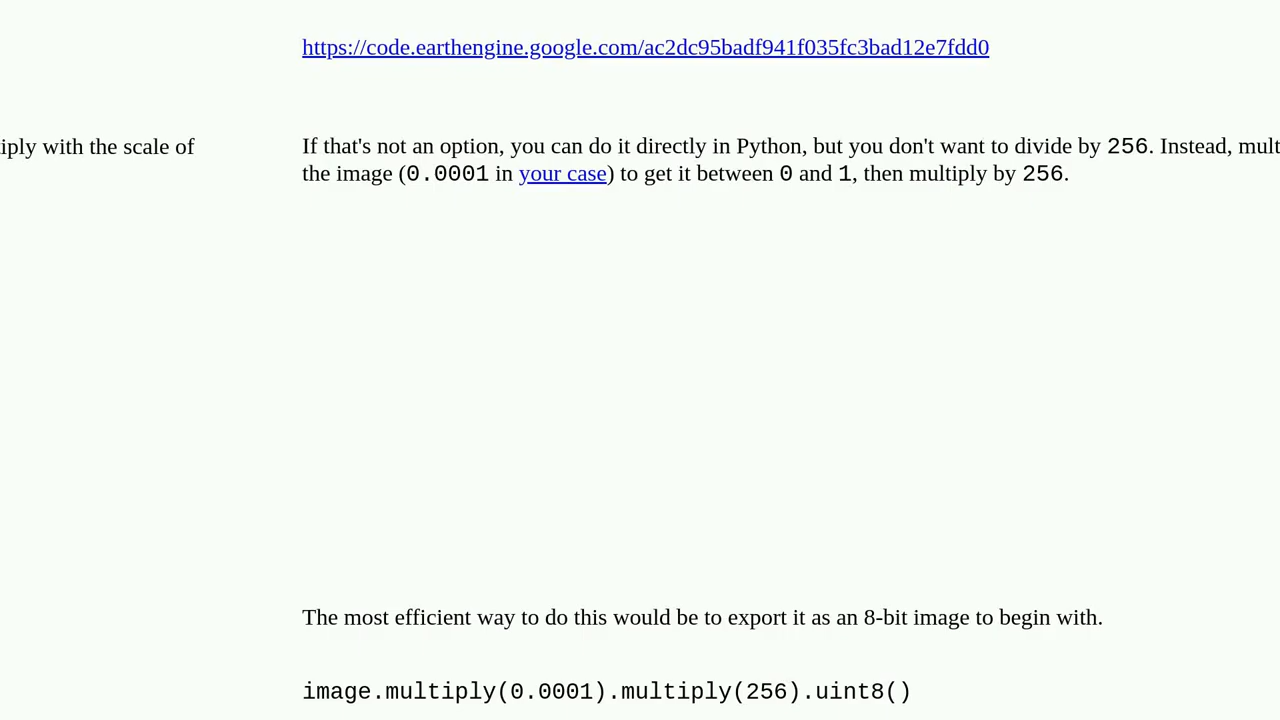 https://code.earthengine.google.com/ac2dc95badf941f035fc3bad12e7fdd0
If that's not an option, you can do it directly in Python, but you don't want to divide by 256. Instead, mult
iply with the scale of
the image (0.0001 in your case) to get it between 0 and 1, then multiply by 256.
The most efficient way to do this would be to export it as an 8-bit image to begin with.
image.multiply(0.0001).multiply(256).uint8()